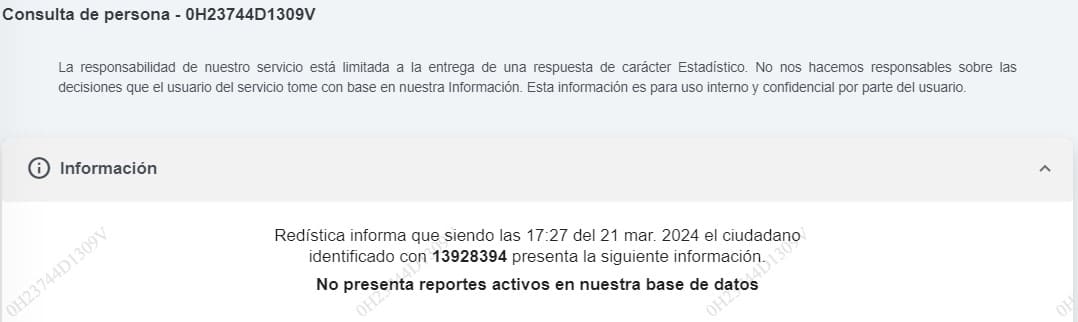 Consulta de persona - 0H23744D1309V
La responsabilidad de nuestro servicio está limitada a la entrega de una respuesta de carácter Estadístico. No nos hacemos responsables sobre las
decisiones que el usuario del servicio tome con base en nuestra Información. Esta información es para uso interno y confidencial por parte del usuario.
Información
Redística informa que siendo las 17:27 del 21 mar. 2024 el ciudadano
identificado con 13928394 presenta la siguiente información.
No presenta reportes activos en nuestra base de datos
0H23744D1309V
0H23744D1309V
0H23744D1309V
0H